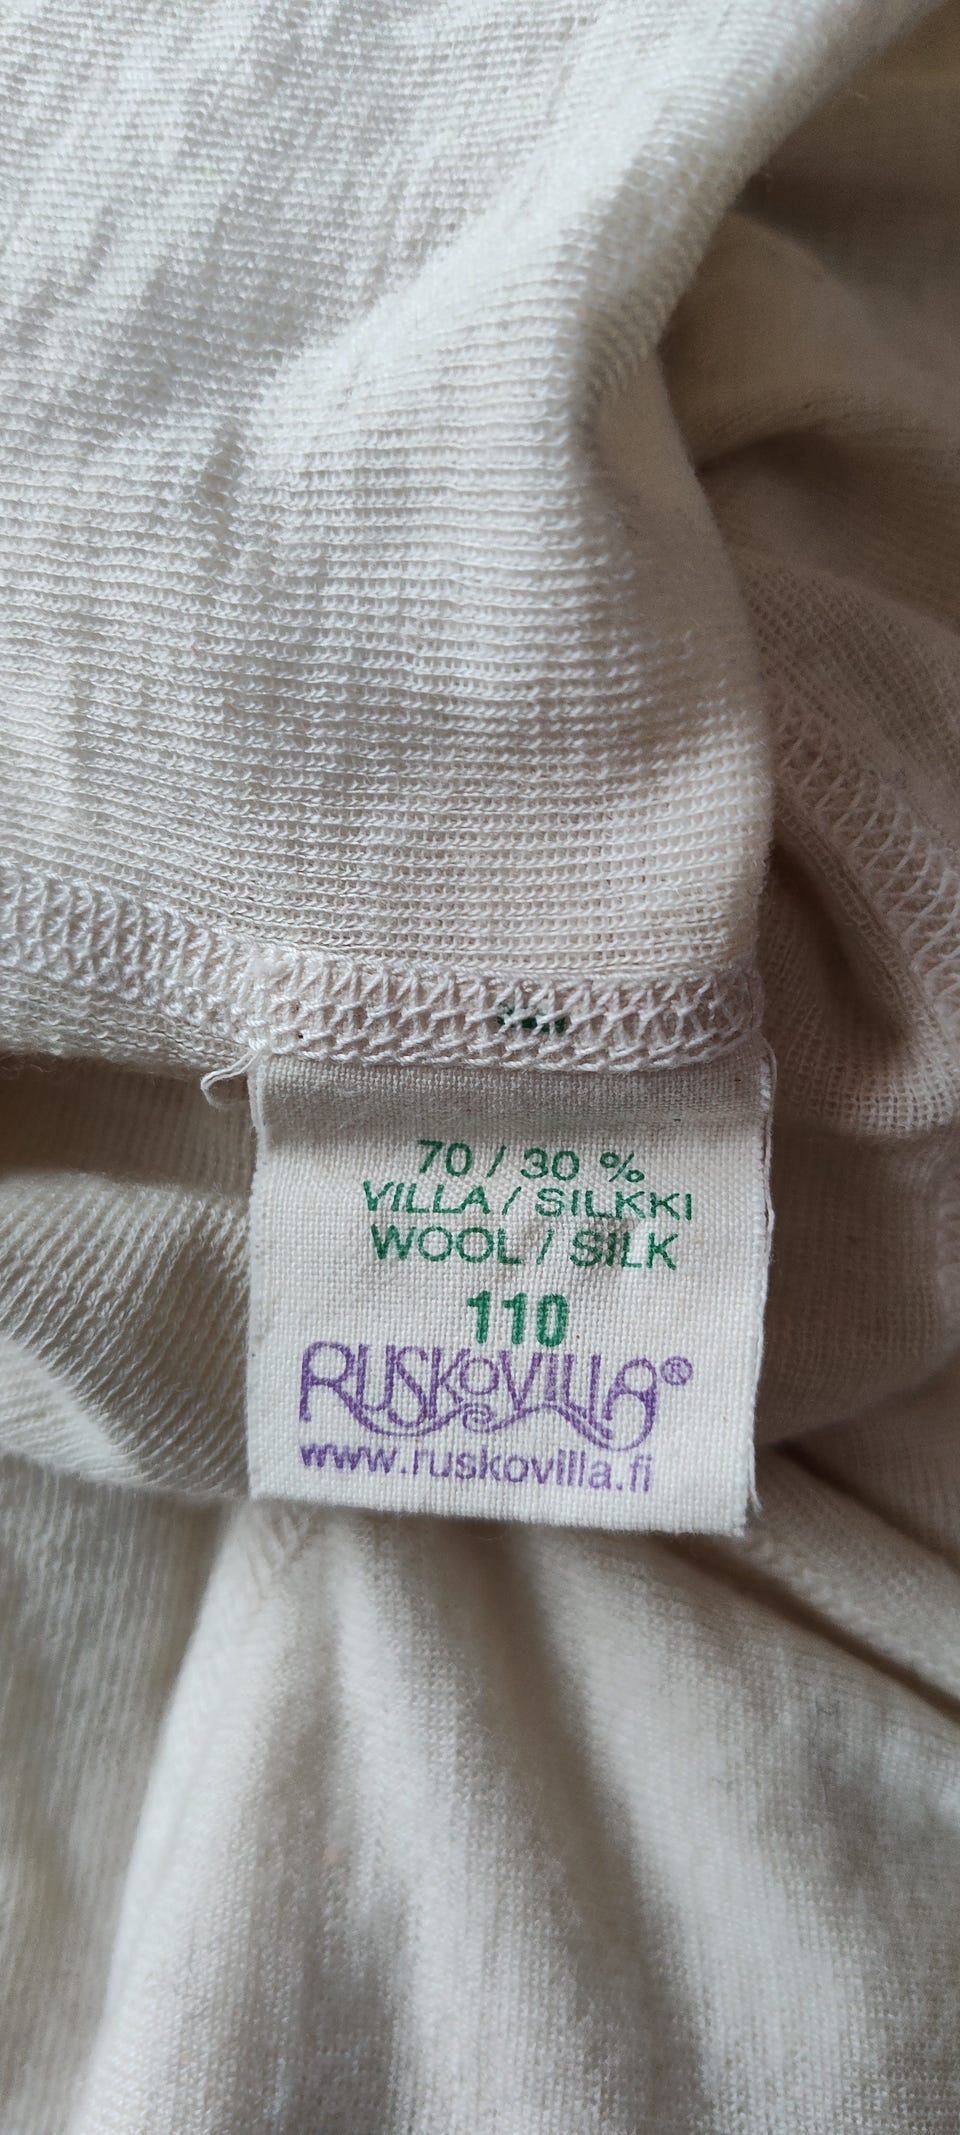 70 / 30 %
VILLA / SILKKI
WOOL / SILK
110
RUSKOVILLA®
www.ruskovilla.fi